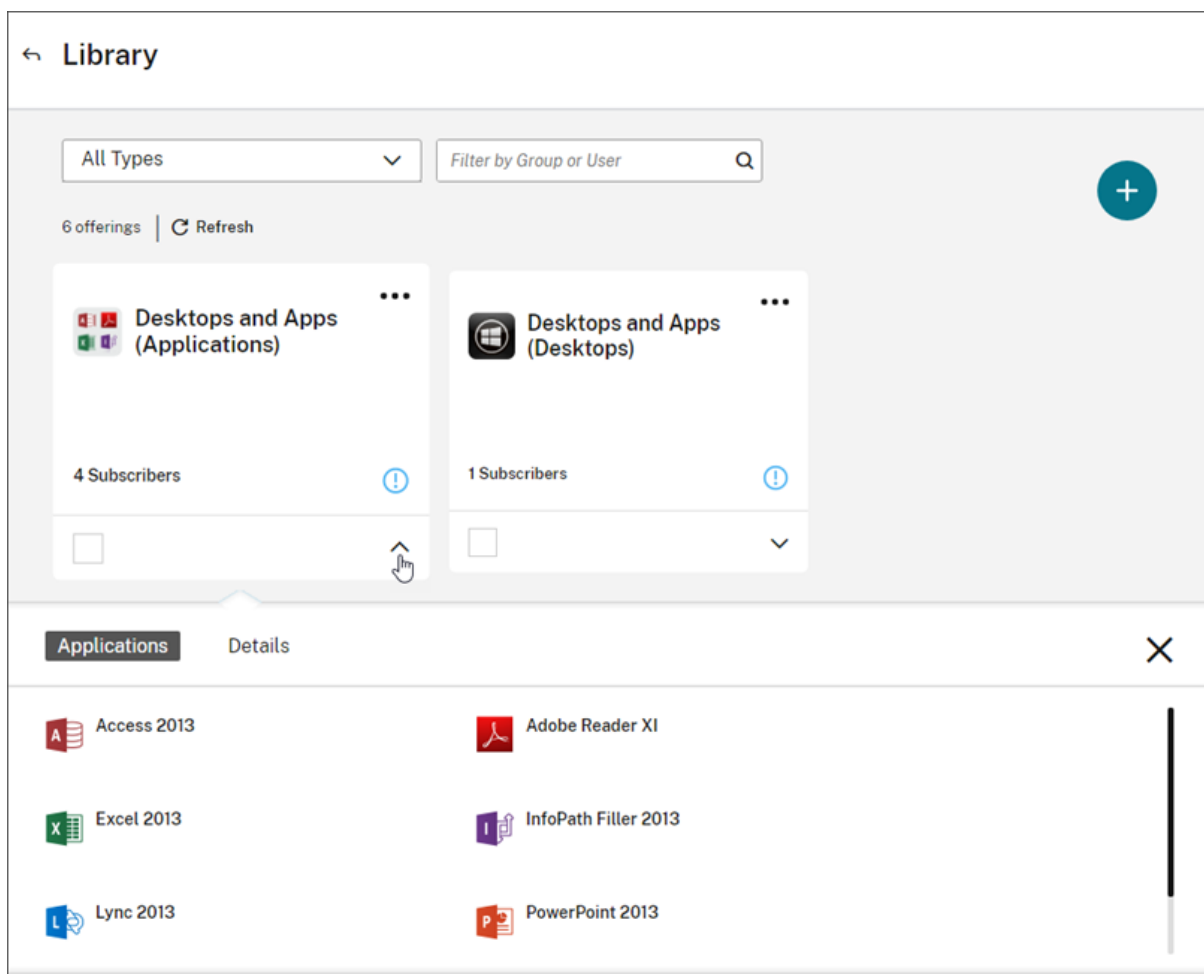 Library
All Types
Filter by Group or User
6 offerings
Refresh
Desktops and Apps
(Applications)
4 Subscribers
Desktops and Apps
(Desktops)
1 Subscribers
Applications
Details
Access 2013
Adobe Reader XI
Excel 2013
InfoPath Filler 2013
Lync 2013
PowerPoint 2013